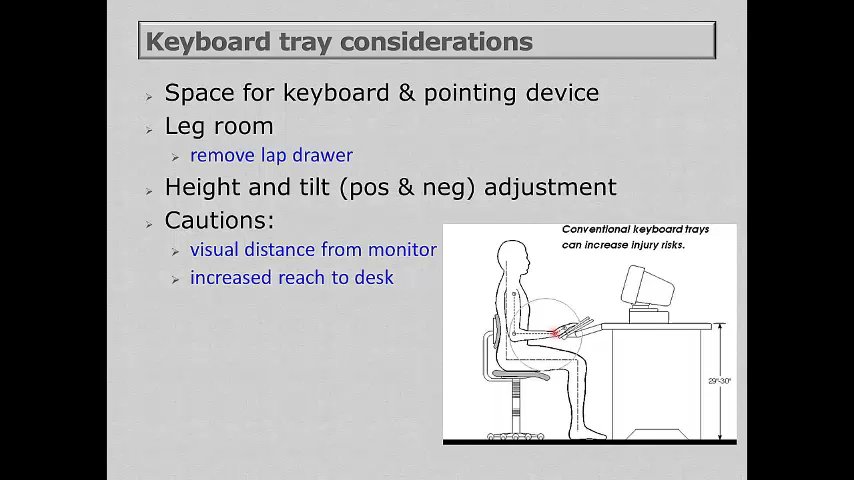 Keyboard tray considerations
Space for keyboard & pointing device
Leg room
remove lap drawer
Height and tilt (pos & neg) adjustment
Cautions:
visual distance from monitor
increased reach to desk
Conventional keyboard trays
can increase injury risks.
29"-30"